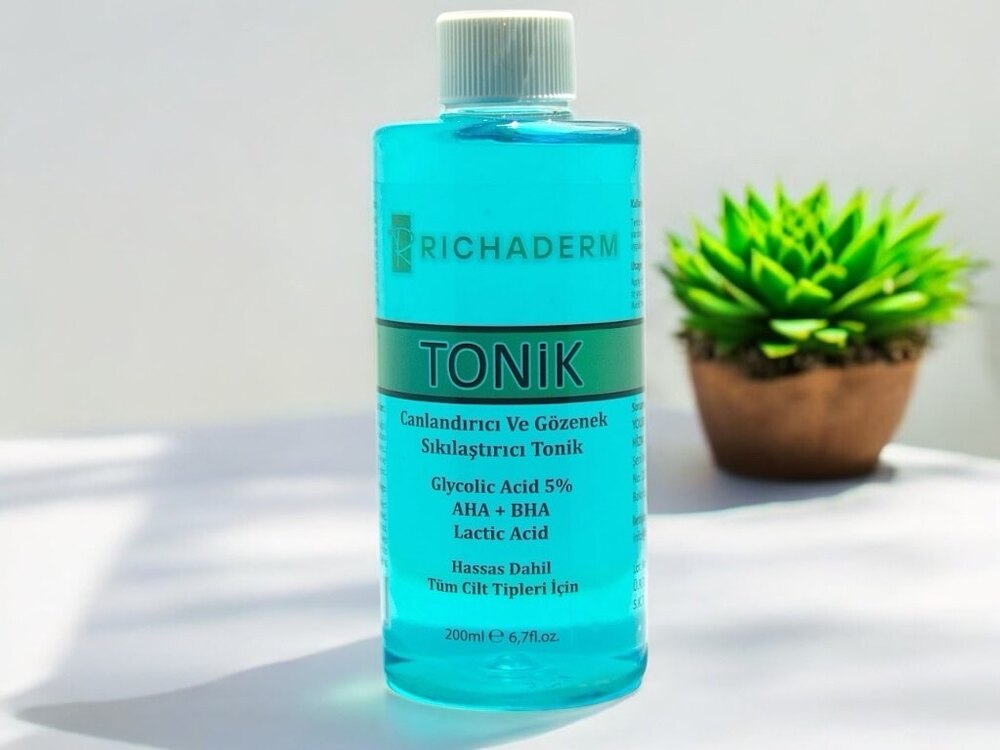 RICHADERM
TONİK
Canlandırıcı Ve Gözenek
Sıkılaştırıcı Tonik
Glycolic Acid 5%
AHA + BHA
Lactic Acid
Hassas Dahil
Tüm Cilt Tipleri İçin
200ml ℮ 6,7fl.oz.